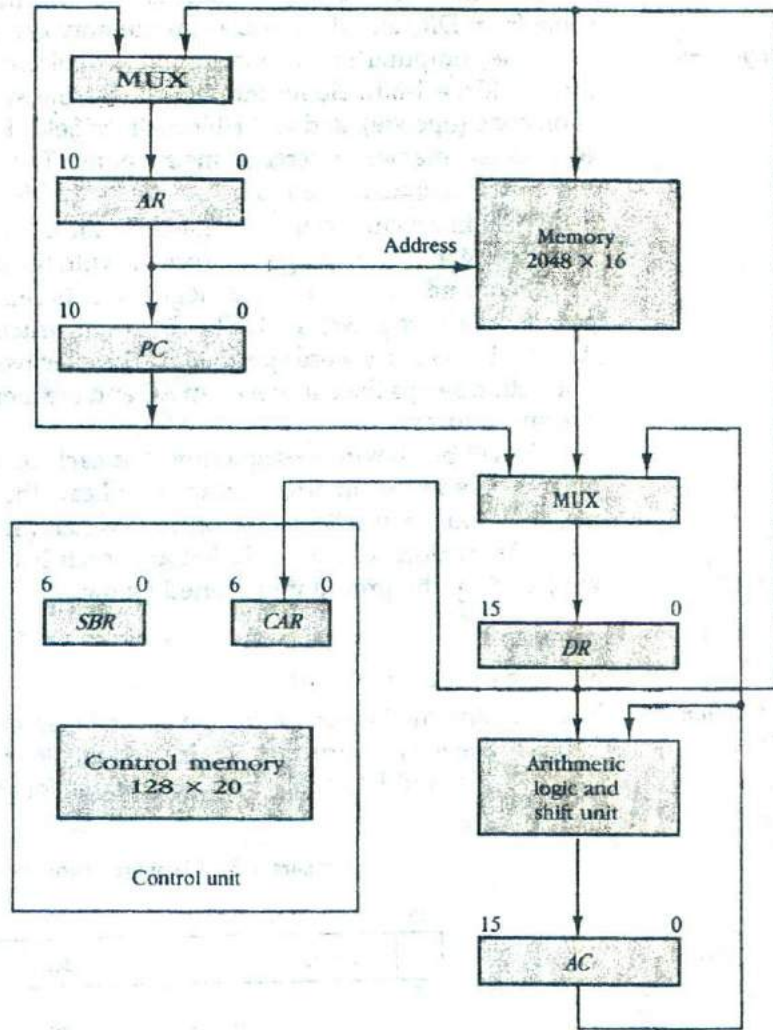 MUX
10 0
AR
Address
Memory
2048 × 16
10 0
PC
MUX
6 0 6 0
SBR CAR
15 0
DR
Control memory
128 × 20
Arithmetic
logic and
shift unit
Control unit
15 0
AC